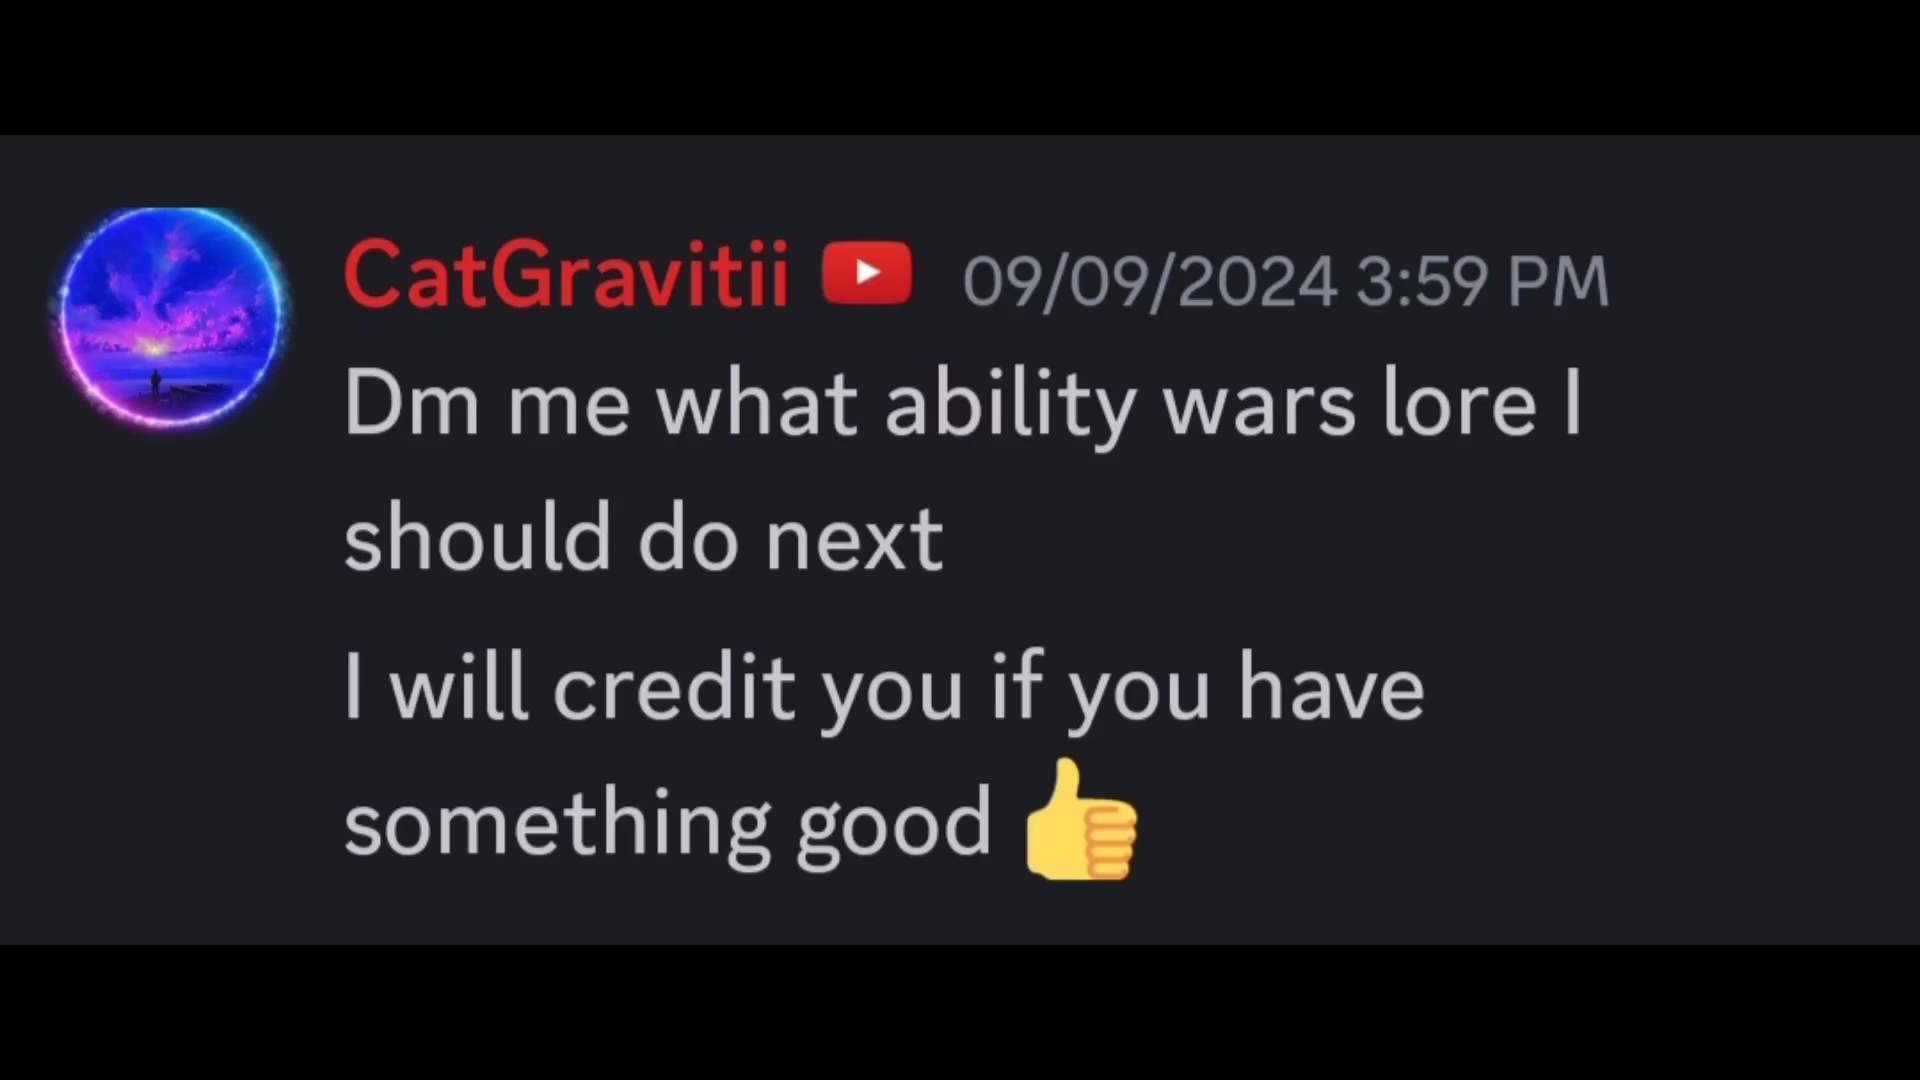 CatGravitii 09/09/2024 3:59 PM
Dm me what ability wars lore I
should do next
I will credit you if you have
something good 👍